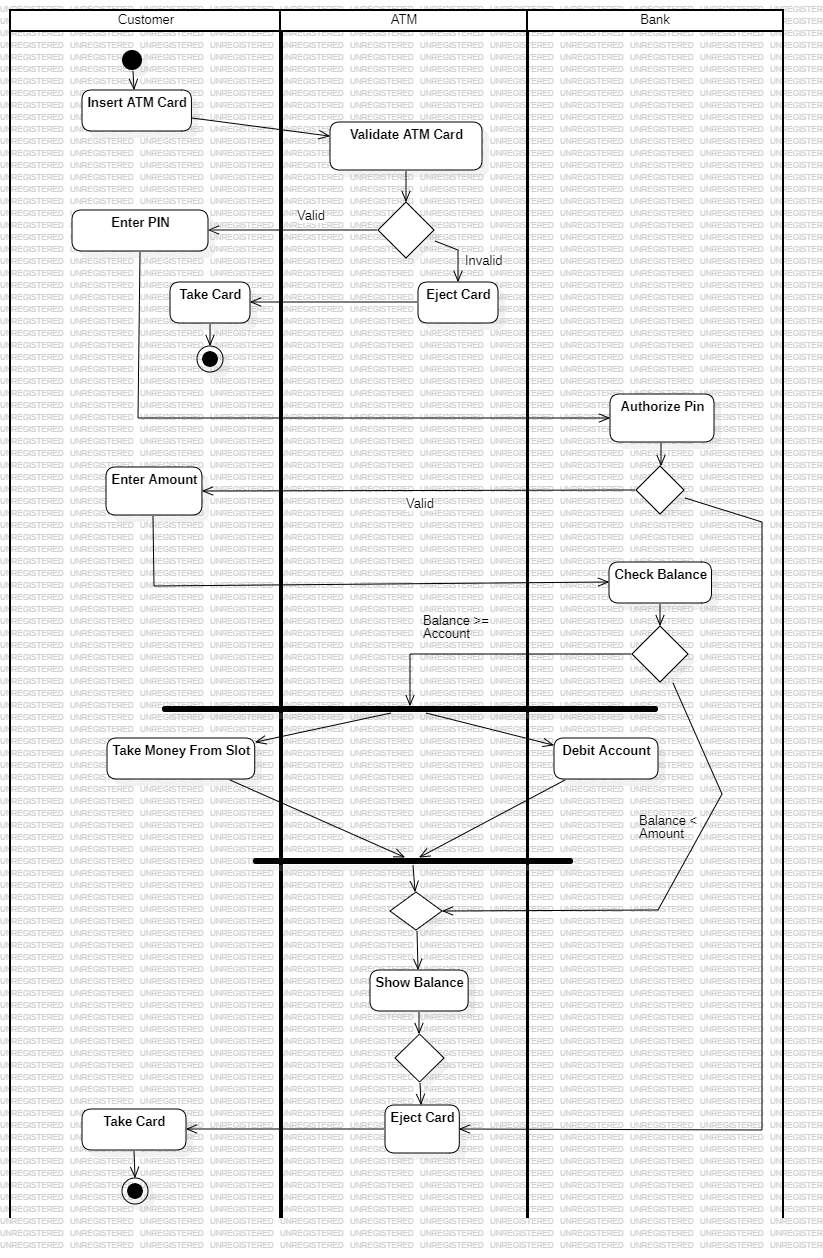 Customer
ATM
Bank
Insert ATM Card
Validate ATM Card
Enter PIN
Valid
Invalid
Take Card
Eject Card
Authorize Pin
Enter Amount
Valid
Check Balance
Balance >=
Account
Take Money From Slot
Debit Account
Balance <
Amount
Show Balance
Take Card
Eject Card
UNREGISTERED